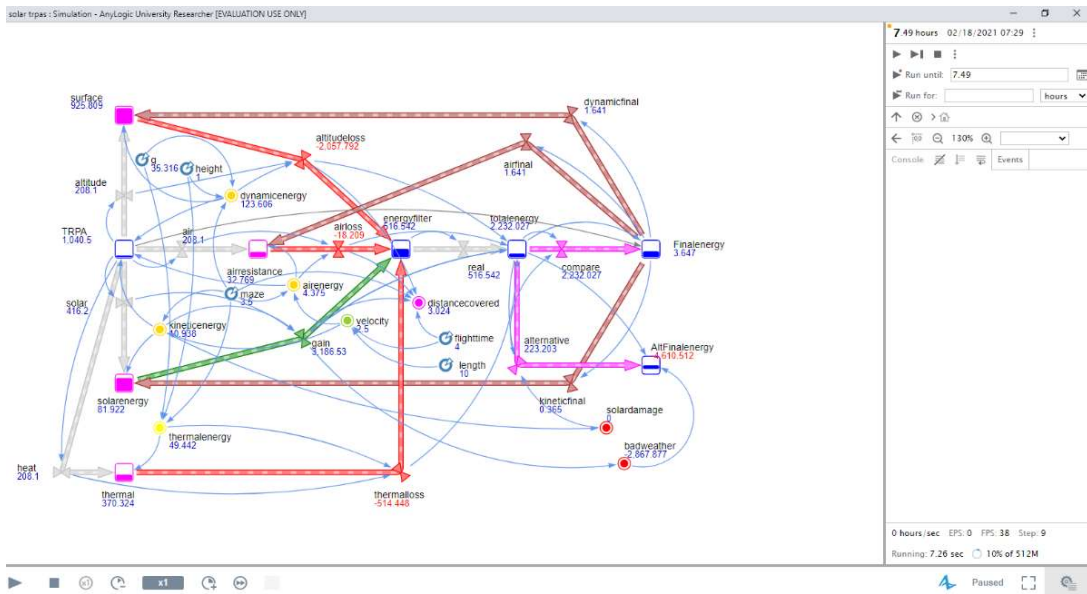 solar trpas : Simulation - AnyLogic University Researcher [EVALUATION USE ONLY]
7.49 hours 02/18/2021 07:29
Run until: 7.49
Run for: hours
130%
Console Events
surface
925.809
dynamicfinal
1.641
altitudeloss
-2,057.792
airfinal
1.641
g
35.316
height
1
altitude
208.1
dynamicenergy
123.606
TRPA
1,040.5
air
208.1
airloss
-18.209
energyfilter
516.542
totalenergy
2,232.027
Finalenergy
3.647
airresistance
32.769
real
516.542
compare
2,232.027
solar
416.2
maze
3.5
airenergy
4.375
distancecovered
3.024
kineticenergy
10.938
velocity
2.5
gain
3,186.53
flighttime
4
alternative
223.203
AltFinalenergy
-4,610.512
length
10
solarenergy
81.922
kineticfinal
0.365
solardamage
0
thermalenergy
49.442
badweather
-2,867.877
heat
208.1
thermal
370.324
thermalloss
-514.448
0 hours/sec EPS: 0 FPS: 38 Step: 9
Running: 7.26 sec 10% of 512M
x1
x1
Paused